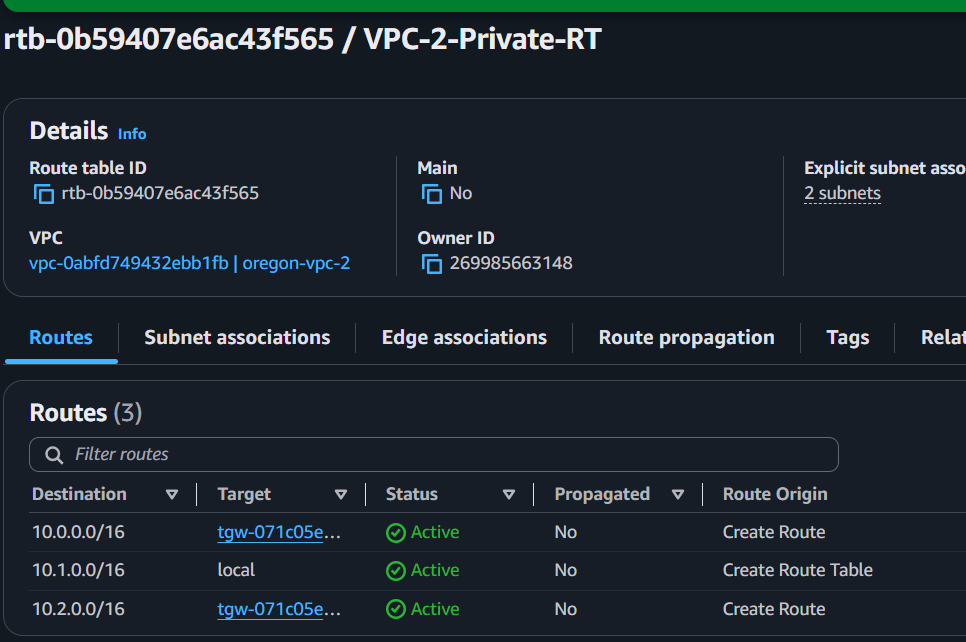 rtb-0b59407e6ac43f565 / VPC-2-Private-RT
Details Info
Route table ID
rtb-0b59407e6ac43f565
Main
No
Explicit subnet asso
2 subnets
VPC
vpc-0abfd749432ebb1fb | oregon-vpc-2
Owner ID
269985663148
Routes Subnet associations Edge associations Route propagation Tags Relat
Routes (3)
Filter routes
Destination Target Status Propagated Route Origin
10.0.0.0/16 tgw-071c05e... Active No Create Route
10.1.0.0/16 local Active No Create Route Table
10.2.0.0/16 tgw-071c05e... Active No Create Route